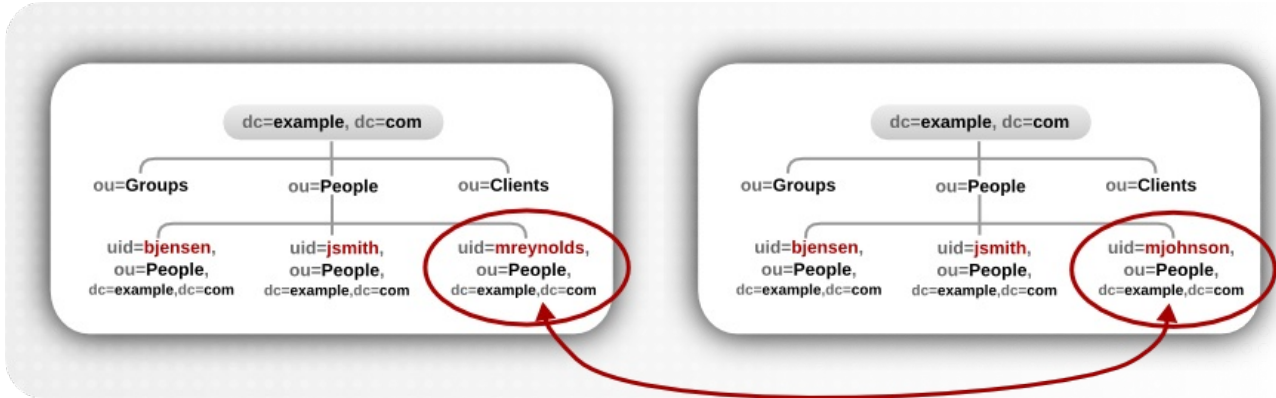 dc=example, dc=com
ou=Groups
ou=People
ou=Clients
uid=bjensen,
ou=People,
dc=example,dc=com
uid=jsmith,
ou=People,
dc=example,dc=com
uid=mreynolds,
ou=People,
dc=example,dc=com
dc=example, dc=com
ou=Groups
ou=People
ou=Clients
uid=bjensen,
ou=People,
dc=example,dc=com
uid=jsmith,
ou=People,
dc=example,dc=com
uid=mjohnson,
ou=People,
dc=example,dc=com